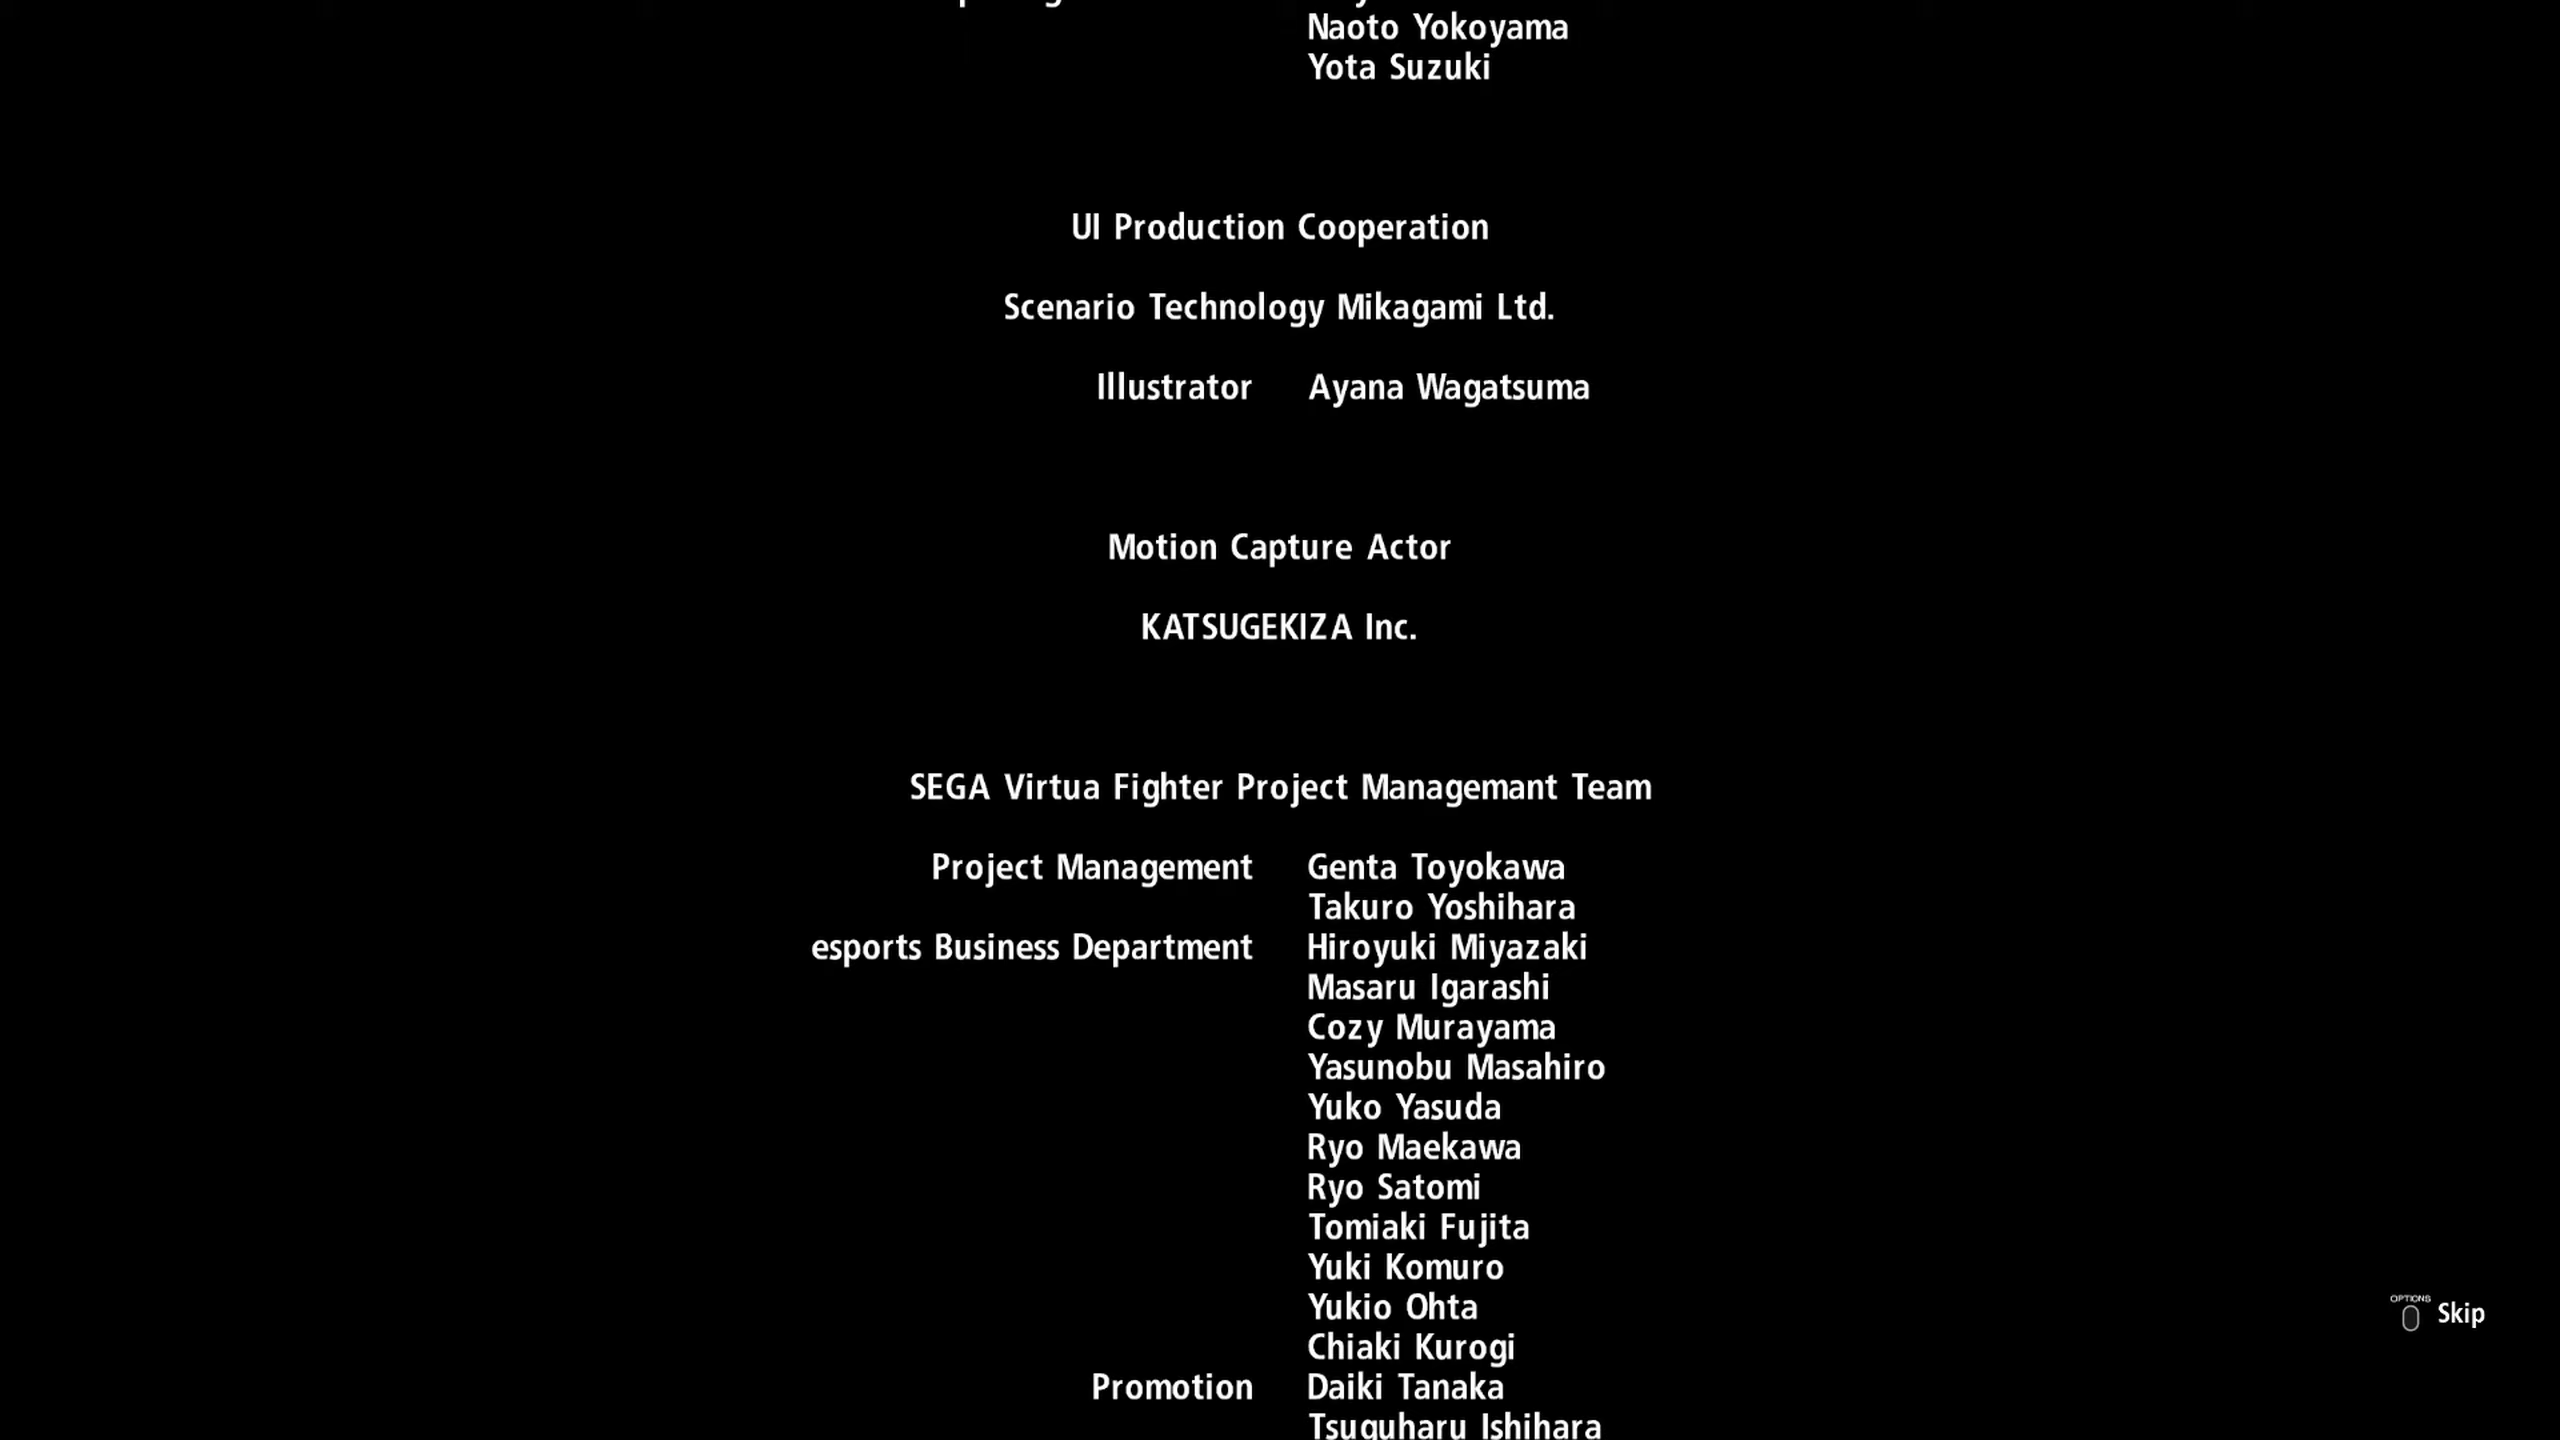 Naoto Yokoyama
Yota Suzuki
UI Production Cooperation
Scenario Technology Mikagami Ltd.
Illustrator Ayana Wagatsuma
Motion Capture Actor
KATSUGEKIZA Inc.
SEGA Virtua Fighter Project Managemant Team
Project Management Genta Toyokawa
Takuro Yoshihara
esports Business Department Hiroyuki Miyazaki
Masaru Igarashi
Cozy Murayama
Yasunobu Masahiro
Yuko Yasuda
Ryo Maekawa
Ryo Satomi
Tomiaki Fujita
Yuki Komuro
Yukio Ohta
Chiaki Kurogi
OPTIONS Skip
Promotion Daiki Tanaka
Tsuguharu Ishihara